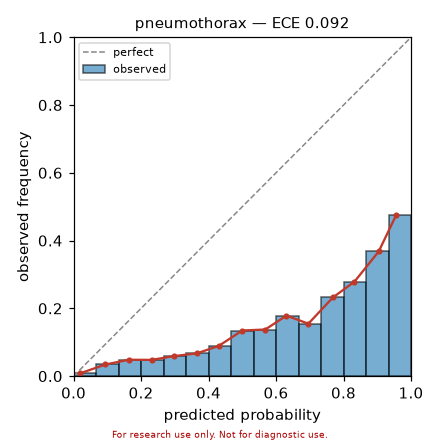 pneumothorax — ECE 0.092
perfect
observed
observed frequency
1.0
0.8
0.6
0.4
0.2
0.0
0.0 0.2 0.4 0.6 0.8 1.0
predicted probability
For research use only. Not for diagnostic use.